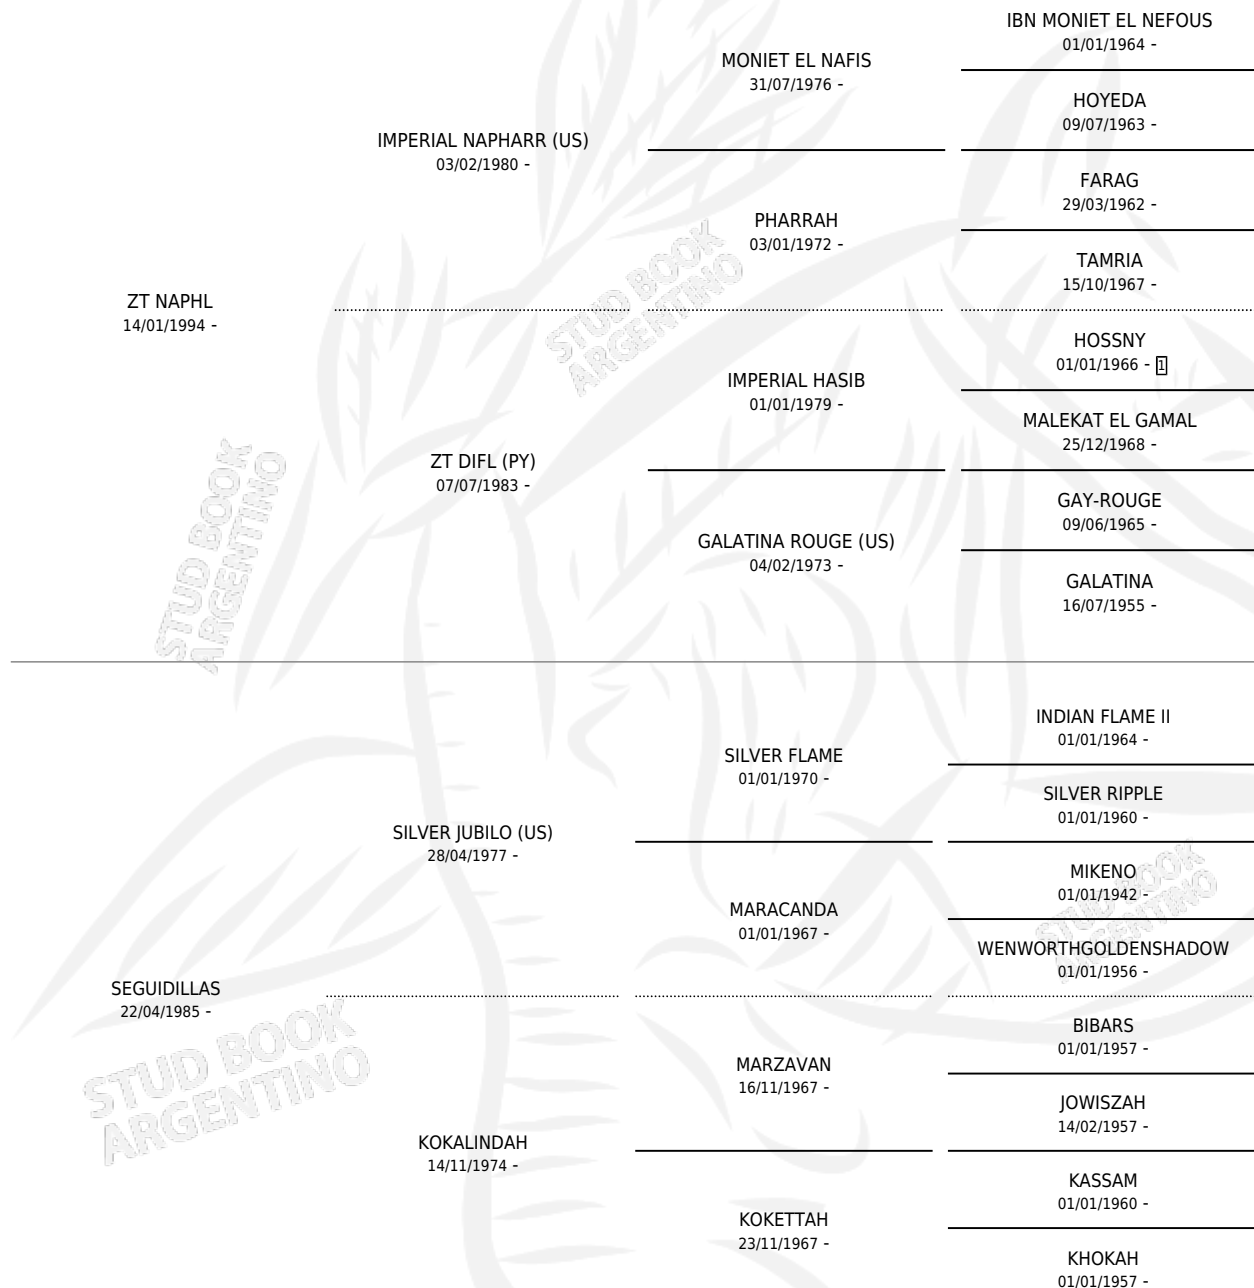 IBN MONIET EL NEFOUS
01/01/1964 -
MONIET EL NAFIS
31/07/1976 -
HOYEDA
09/07/1963 -
IMPERIAL NAPHARR (US)
03/02/1980 -
FARAG
29/03/1962 -
PHARRAH
03/01/1972 -
TAMRIA
15/10/1967 -
ZT NAPHL
14/01/1994 -
HOSSNY
01/01/1966 - 1
IMPERIAL HASIB
01/01/1979 -
MALEKAT EL GAMAL
25/12/1968 -
ZT DIFL (PY)
07/07/1983 -
GAY-ROUGE
09/06/1965 -
GALATINA ROUGE (US)
04/02/1973 -
GALATINA
16/07/1955 -
INDIAN FLAME II
01/01/1964 -
SILVER FLAME
01/01/1970 -
SILVER RIPPLE
01/01/1960 -
SILVER JUBILO (US)
28/04/1977 -
MIKENO
01/01/1942 -
MARACANDA
01/01/1967 -
WENWORTHGOLDENSHADOW
01/01/1956 -
SEGUIDILLAS
22/04/1985 -
BIBARS
01/01/1957 -
MARZAVAN
16/11/1967 -
JOWISZAH
14/02/1957 -
KOKALINDAH
14/11/1974 -
KASSAM
01/01/1960 -
KOKETTAH
23/11/1967 -
KHOKAH
01/01/1957 -
STUD BOOK
ARGENTINO
STUD BOOK
ARGENTINO
STUD BOOK
ARGENTINO
STUD BOOK
ARGENTINO